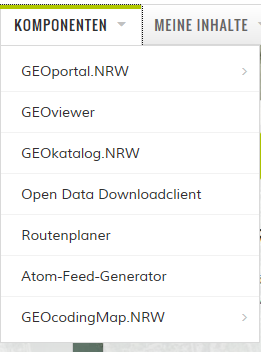 KOMPONENTEN MEINE INHALTE
GEOportal.NRW
GEOviewer
GEOkatalog.NRW
Open Data Downloadclient
Routenplaner
Atom-Feed-Generator
GEOcodingMap.NRW